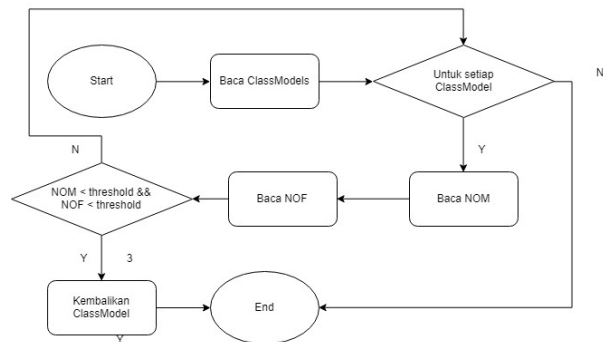 Start
Baca ClassModels
Untuk setiap
ClassModel
N
N
Y
NOM < threshold &&
NOF < threshold
Baca NOF
Baca NOM
Y
3
Kembalikan
ClassModel
Y
End